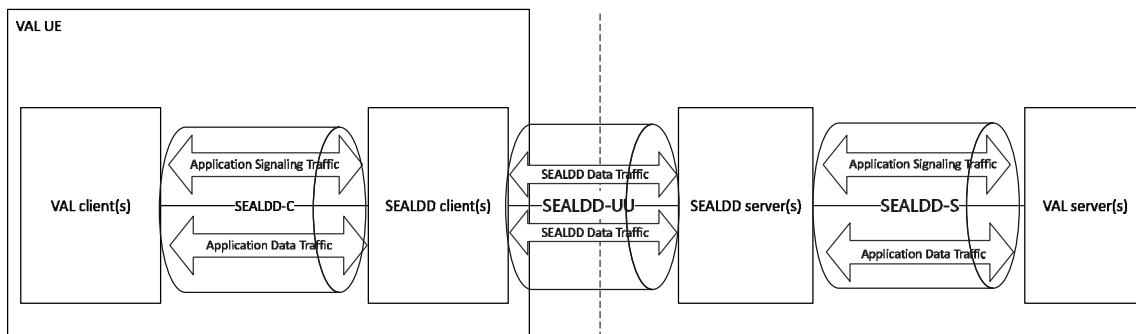 VAL UE
Application Signaling Traffic
SEALDD Data Traffic
Application Signaling Traffic
VAL client(s)
SEALDD-C
SEALDD client(s)
SEALDD-UU
SEALDD server(s)
SEALDD-S
VAL server(s)
Application Data Traffic
SEALDD Data Traffic
Application Data Traffic